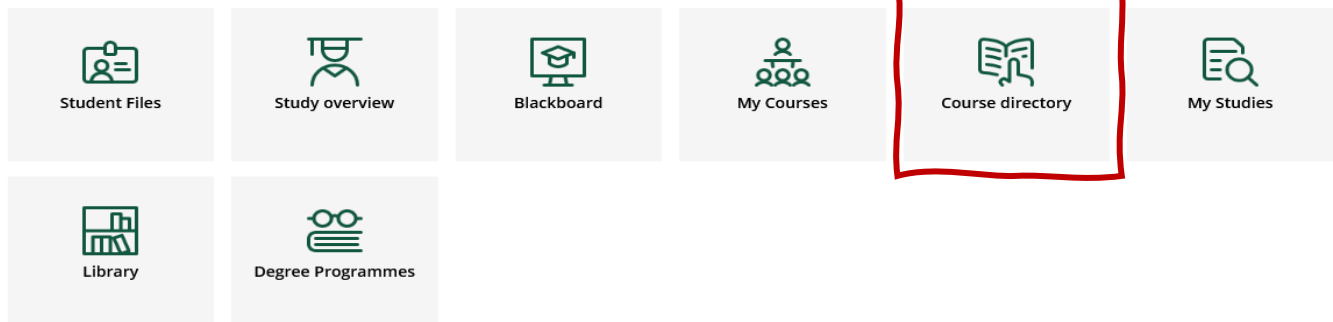 Student Files
Study overview
Blackboard
My Courses
Course directory
My Studies
Library
Degree Programmes